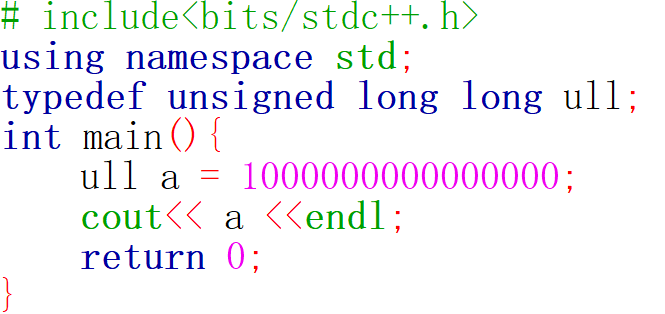 # include<bits/stdc++.h>
using namespace std;
typedef unsigned long long ull;
int main(){
    ull a = 1000000000000000;
    cout<< a <<endl;
    return 0;
}